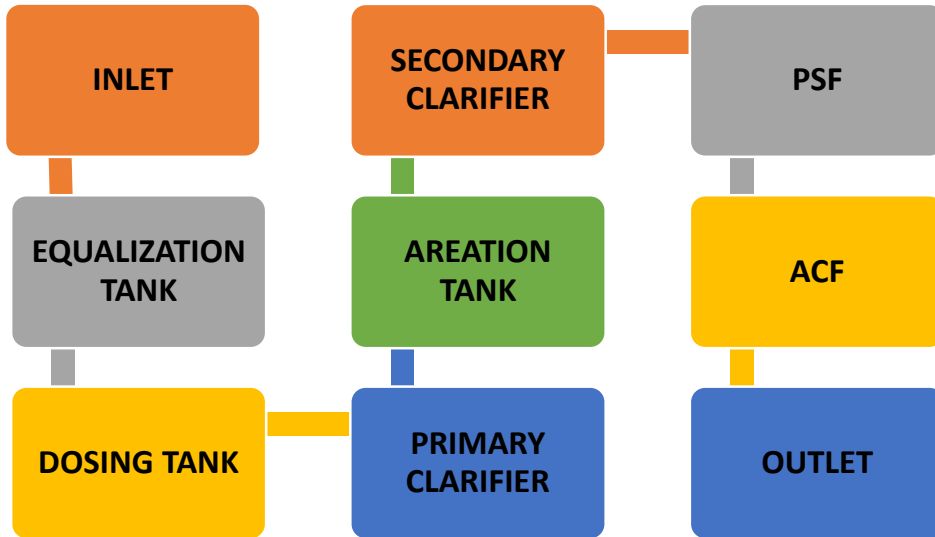 INLET
EQUALIZATION
TANK
DOSING TANK
PRIMARY
CLARIFIER
AREATION
TANK
SECONDARY
CLARIFIER
PSF
ACF
OUTLET